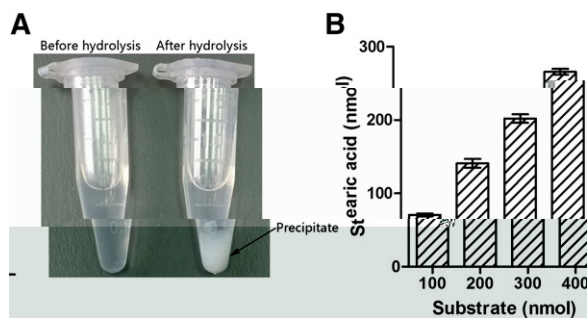 A
Before hydrolysis After hydrolysis
Precipitate
B
Stearic acid (nmol)
300
200
100
0
100 200 300 400
Substrate (nmol)